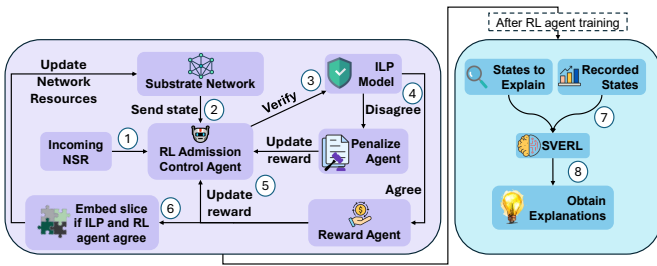 After RL agent training
Update
Network
Resources
Substrate Network
ILP
Model
3
4
Send state
2
Verify
Disagree
States to
Explain
Recorded
States
Incoming
NSR
1
RL Admission
Control Agent
Update
reward
Penalize
Agent
7
SVERL
8
5
Agree
Embed slice
if ILP and RL
agent agree
6
Update
reward
Reward Agent
Obtain
Explanations